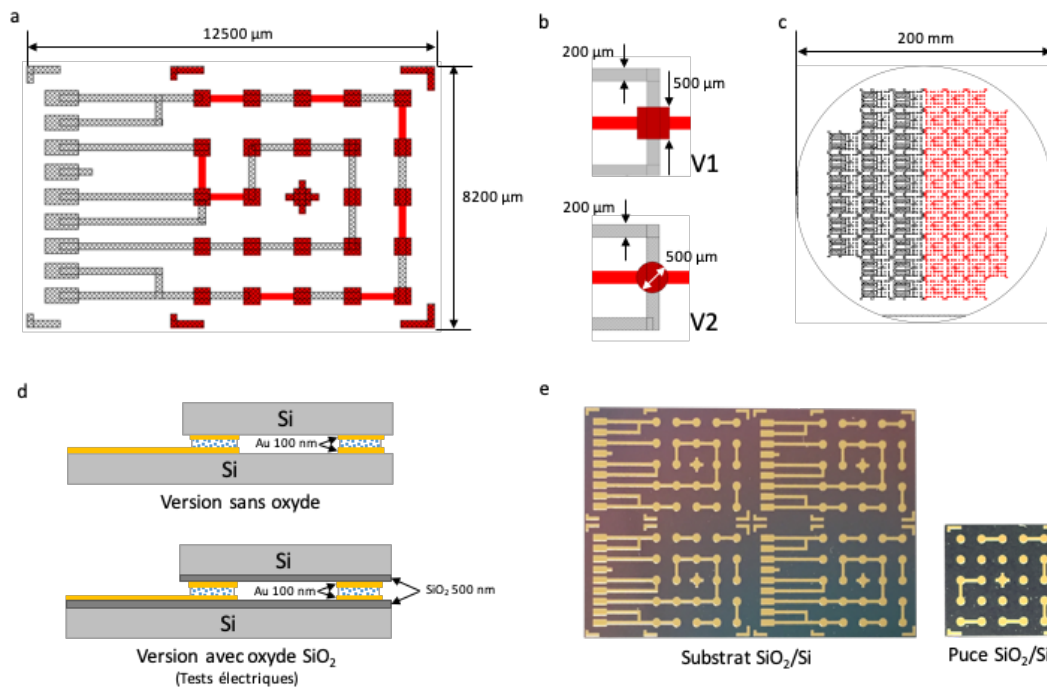 a
12500 µm
8200 µm
b
200 µm
500 µm
V1
200 µm
500 µm
V2
c
200 mm
d
Si
Au 100 nm
Si
Version sans oxyde
Si
Au 100 nm
SiO₂ 500 nm
Si
Version avec oxyde SiO₂
(Tests électriques)
e
Substrat SiO₂/Si
Puce SiO₂/Si